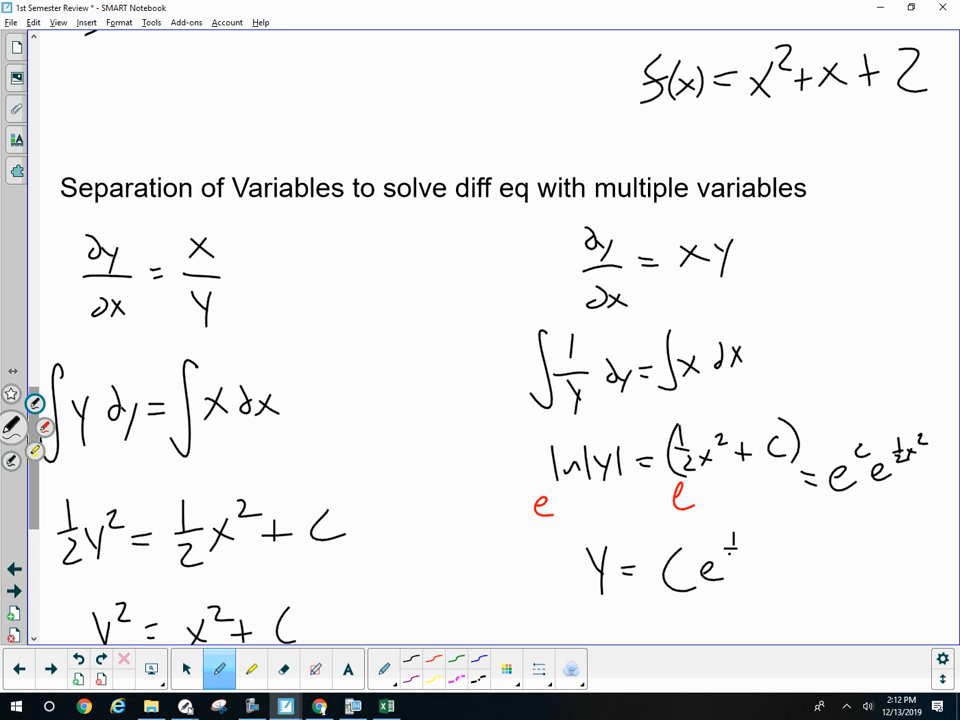 1st Semester Review * - SMART Notebook
File Edit View Insert Format Tools Add-ons Account Help
f(x) = x² + x + 2
Separation of Variables to solve diff eq with multiple variables
dy/dx = x/y
∫ y dy = ∫ x dx
½y² = ½x² + C
y² = x² + C
dy/dx = xy
∫ 1/y dy = ∫ x dx
ln|y| = (½x² + C) = e^c e^½x²
e e
y = Ce^1
A
2:12 PM
12/13/2019